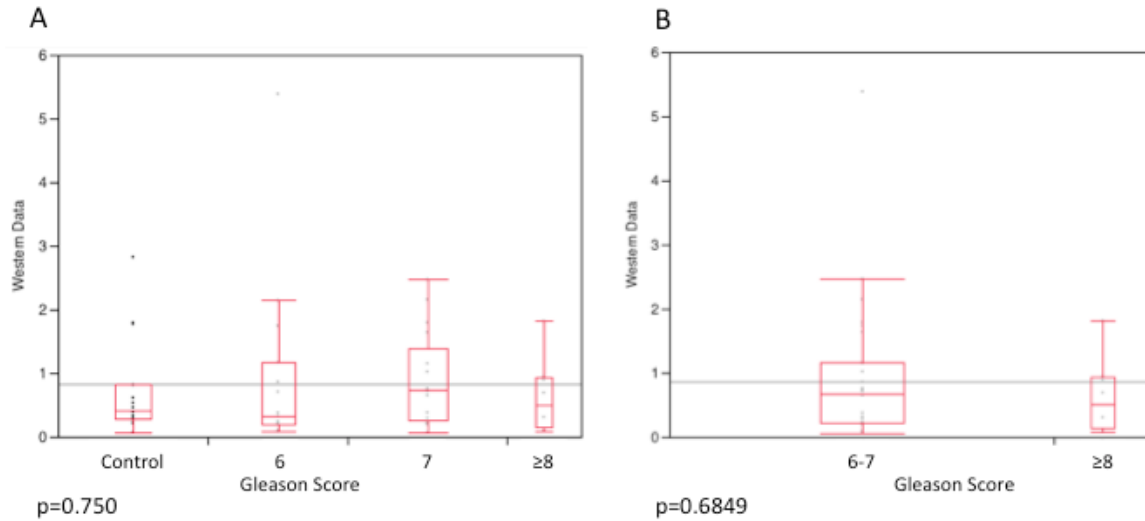 A
B
6
5
4
3
2
1
0
Western Data
Control 6 7 ≥8
Gleason Score
p=0.750
6
5
4
3
2
1
0
Western Data
6-7 ≥8
Gleason Score
p=0.6849